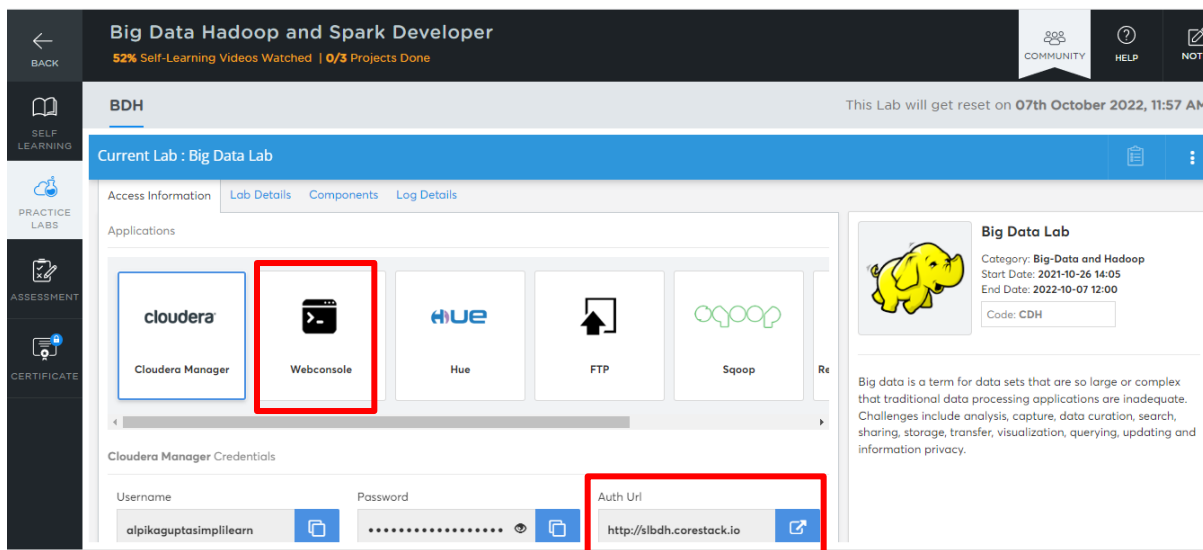 BACK
Big Data Hadoop and Spark Developer
52% Self-Learning Videos Watched | 0/3 Projects Done
COMMUNITY
HELP
NOT
SELF
LEARNING
PRACTICE
LABS
ASSESSMENT
CERTIFICATE
BDH
This Lab will get reset on 07th October 2022, 11:57 AM
Current Lab : Big Data Lab
Access Information Lab Details Components Log Details
Applications
cloudera
HUE
sqoop
Cloudera Manager Webconsole Hue FTP Sqoop Re
Cloudera Manager Credentials
Username Password Auth Url
alpikaguptasimplilearn http://slbdh.corestack.io
Big Data Lab
Category: Big-Data and Hadoop
Start Date: 2021-10-26 14:05
End Date: 2022-10-07 12:00
Code: CDH
Big data is a term for data sets that are so large or complex
that traditional data processing applications are inadequate.
Challenges include analysis, capture, data curation, search,
sharing, storage, transfer, visualization, querying, updating and
information privacy.